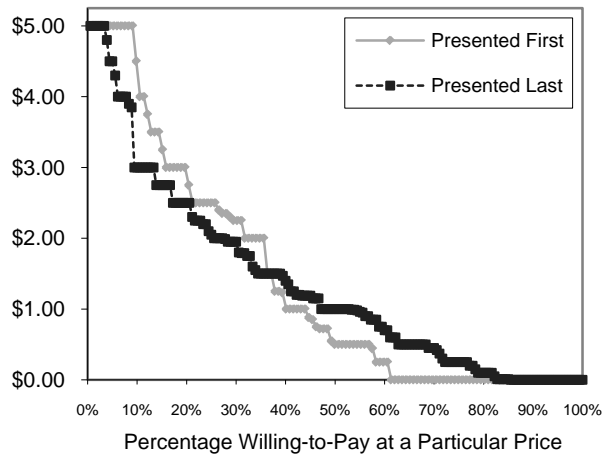 $5.00
$4.00
$3.00
$2.00
$1.00
$0.00
Presented First
Presented Last
0% 10% 20% 30% 40% 50% 60% 70% 80% 90% 100%
Percentage Willing-to-Pay at a Particular Price